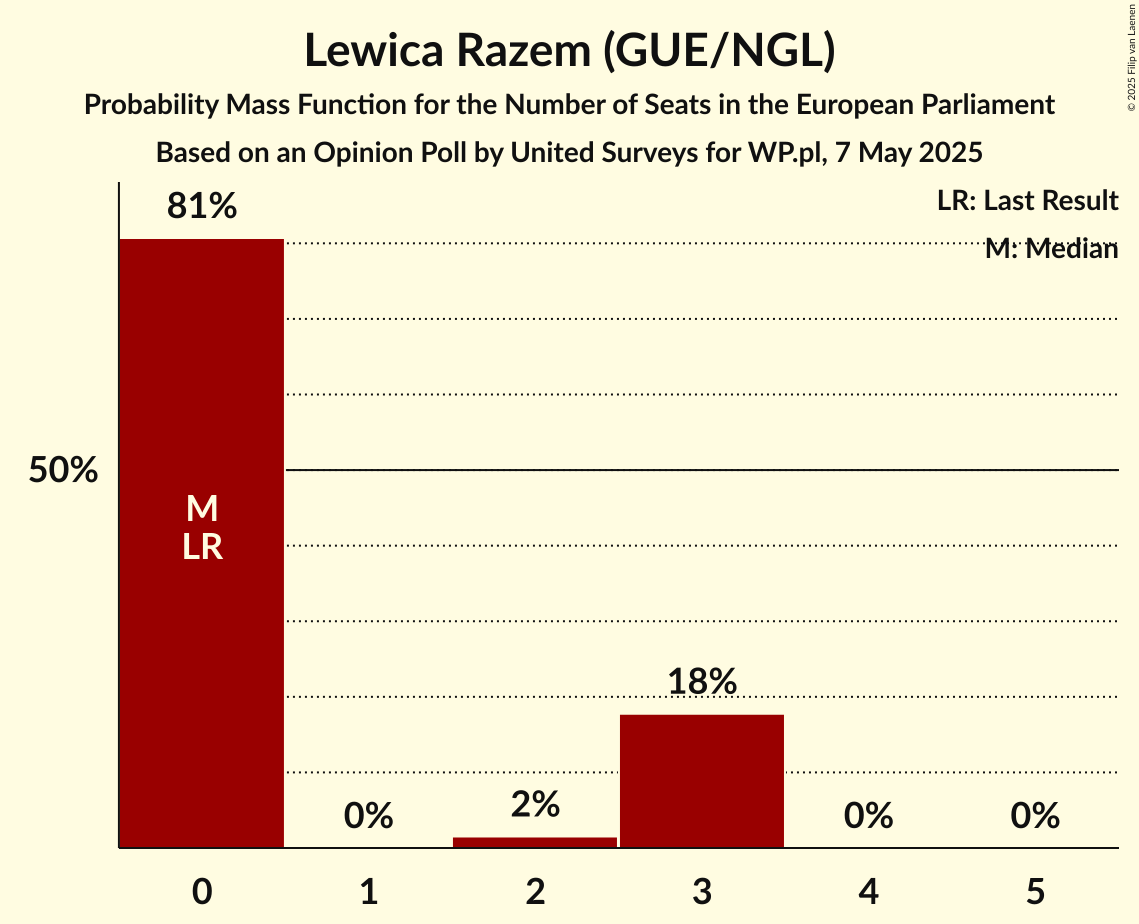 Lewica Razem (GUE/NGL)
Probability Mass Function for the Number of Seats in the European Parliament
Based on an Opinion Poll by United Surveys for WP.pl, 7 May 2025
© 2025 Filip van Laenen
LR: Last Result
M: Median
81%
50%
M
LR
18%
2%
0%
0%
0%
0 1 2 3 4 5